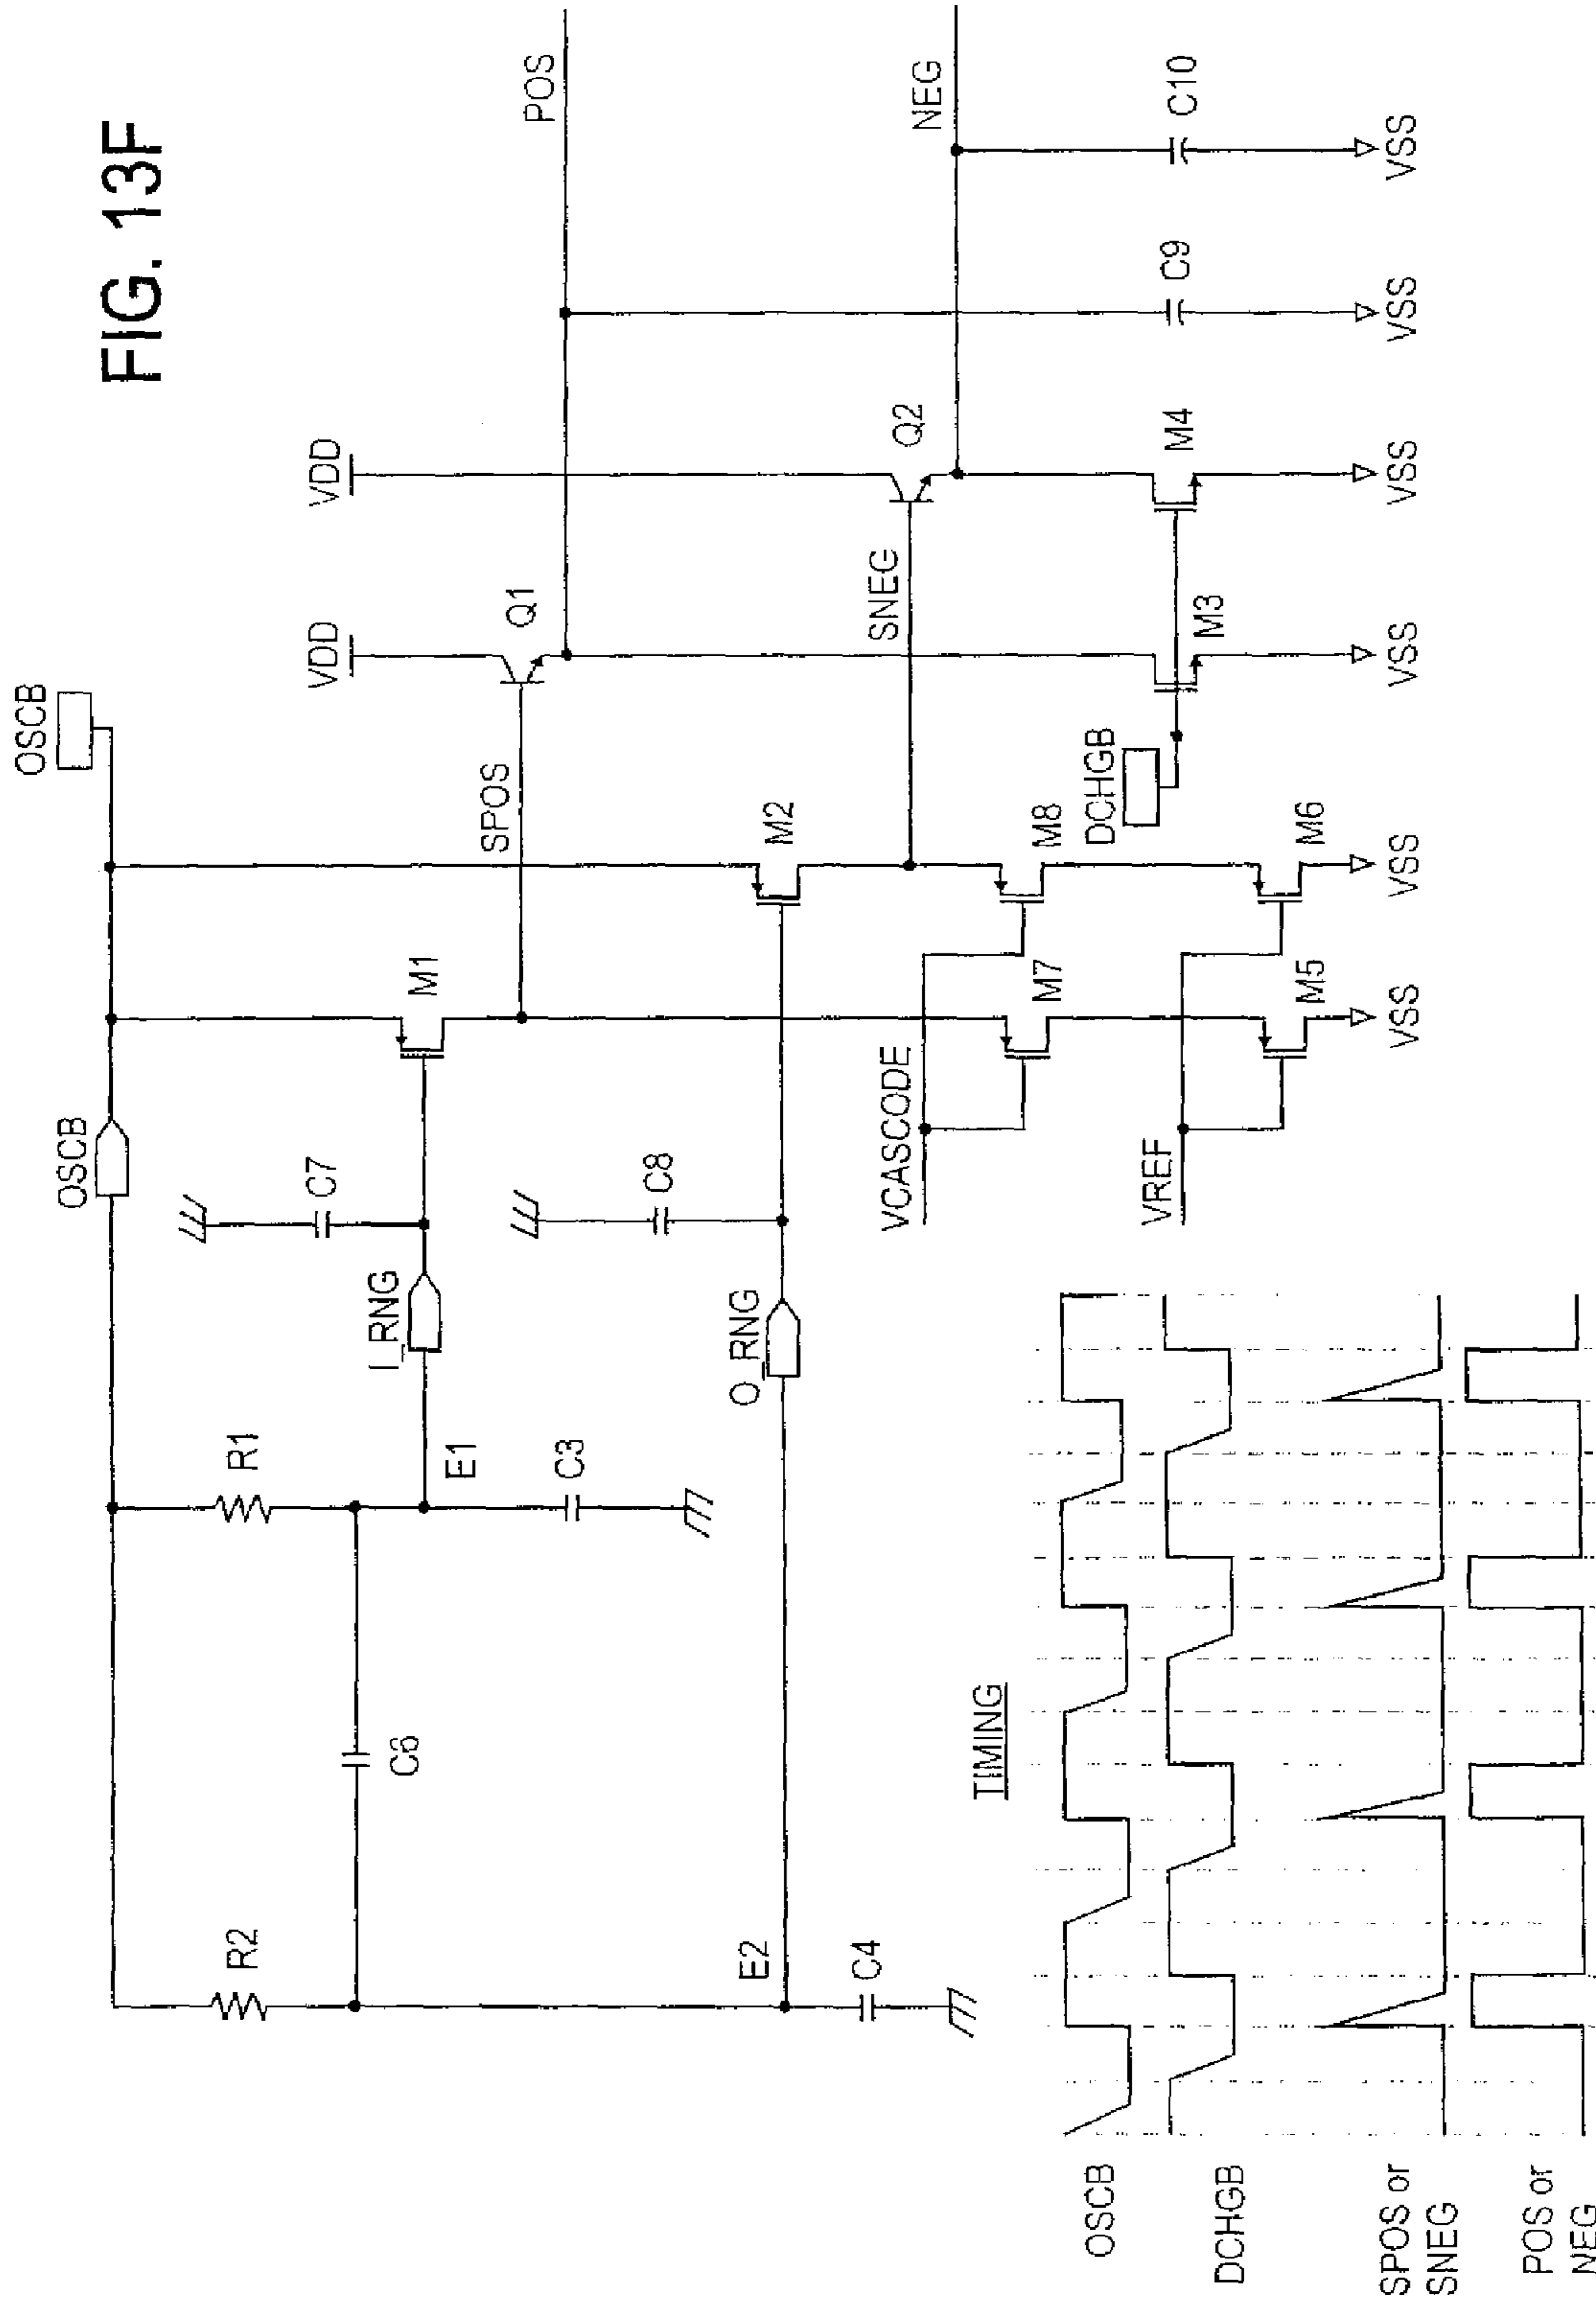 FIG. 13F
OSCB
OSCB
VDD
VDD
POS
R2
R1
C7
I_RNG
M1
SPOS
Q1
C6
E1
C3
C8
O_RNG
M2
SNEG
Q2
NEG
E2
C4
VCASCODE
M7
M8
DCHGB
M3
M4
C9
C10
VREF
M5
M6
VSS
VSS
VSS
VSS
VSS
VSS
TIMING
OSCB
DCHGB
SPOS or
SNEG
POS or
NEG